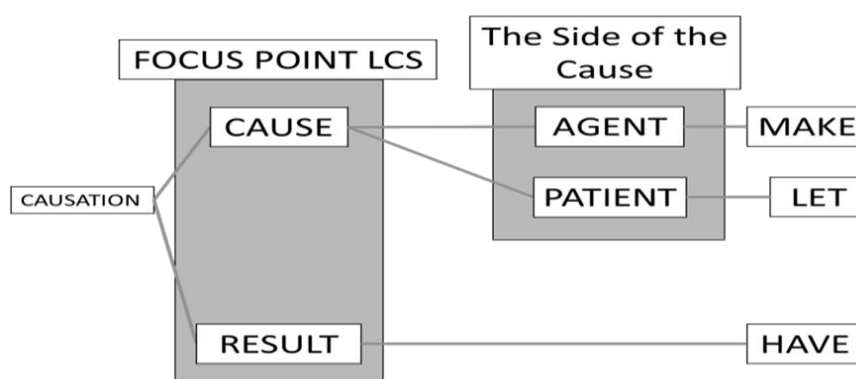 FOCUS POINT LCS
The Side of the
Cause
CAUSE
AGENT
MAKE
CAUSATION
PATIENT
LET
RESULT
HAVE